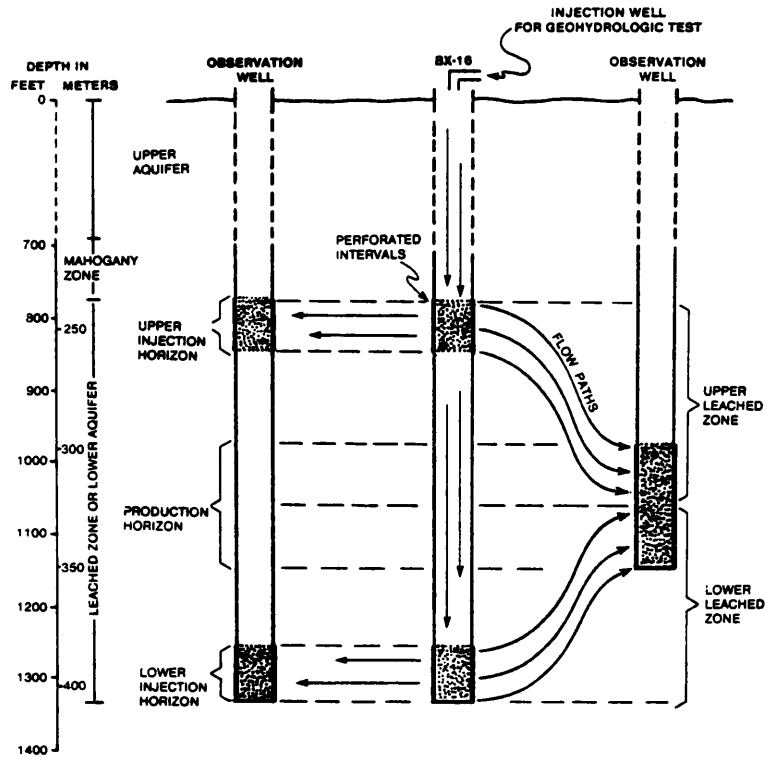 INJECTION WELL
FOR GEOHYDROLOGIC TEST
DEPTH IN
FEET METERS
OBSERVATION
WELL
BX-16
OBSERVATION
WELL
0
UPPER
AQUIFER
700
MAHOGANY
ZONE
PERFORATED
INTERVALS
800
250
UPPER
INJECTION
HORIZON
FLOW PATHS
900
UPPER
LEACHED
ZONE
1000
300
LEACHED ZONE OR LOWER AQUIFER
PRODUCTION
HORIZON
1100
350
1200
LOWER
LEACHED
ZONE
1300
400
LOWER
INJECTION
HORIZON
1400